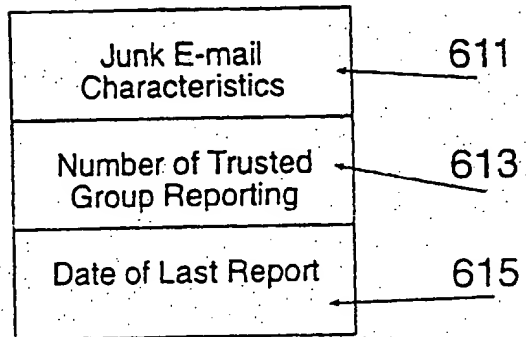 Junk E-mail
Characteristics
611
Number of Trusted
Group Reporting
613
Date of Last Report
615